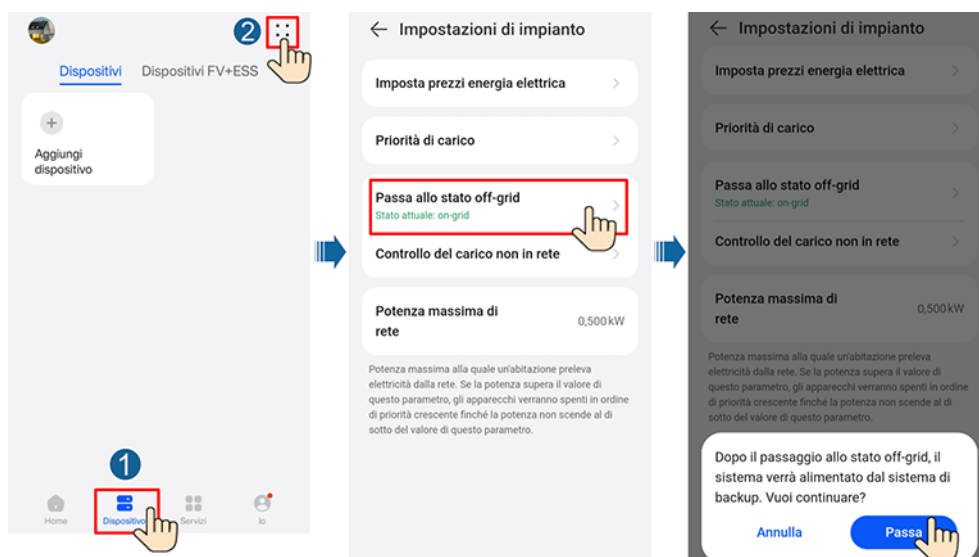 2
Dispositivi Dispositivi FV+ESS
Aggiungi
dispositivo
1
Home Dispositivo Servizi Io
Impostazioni di impianto
Imposta prezzi energia elettrica
Priorità di carico
Passa allo stato off-grid
Stato attuale: on-grid
Controllo del carico non in rete
Potenza massima di
rete
0,500 kW
Potenza massima alla quale un'abitazione preleva
elettricità dalla rete. Se la potenza supera il valore di
questo parametro, gli apparecchi verranno spenti in ordine
di priorità crescente finché la potenza non scende al di
sotto del valore di questo parametro.
Impostazioni di impianto
Imposta prezzi energia elettrica
Priorità di carico
Passa allo stato off-grid
Stato attuale: on-grid
Controllo del carico non in rete
Potenza massima di
rete
0,500 kW
Potenza massima alla quale un'abitazione preleva
elettricità dalla rete. Se la potenza supera il valore di
questo parametro, gli apparecchi verranno spenti in ordine
di priorità crescente finché la potenza non scende al di
sotto del valore di questo parametro.
Dopo il passaggio allo stato off-grid, il
sistema verrà alimentato dal sistema di
backup. Vuoi continuare?
Annulla Passa